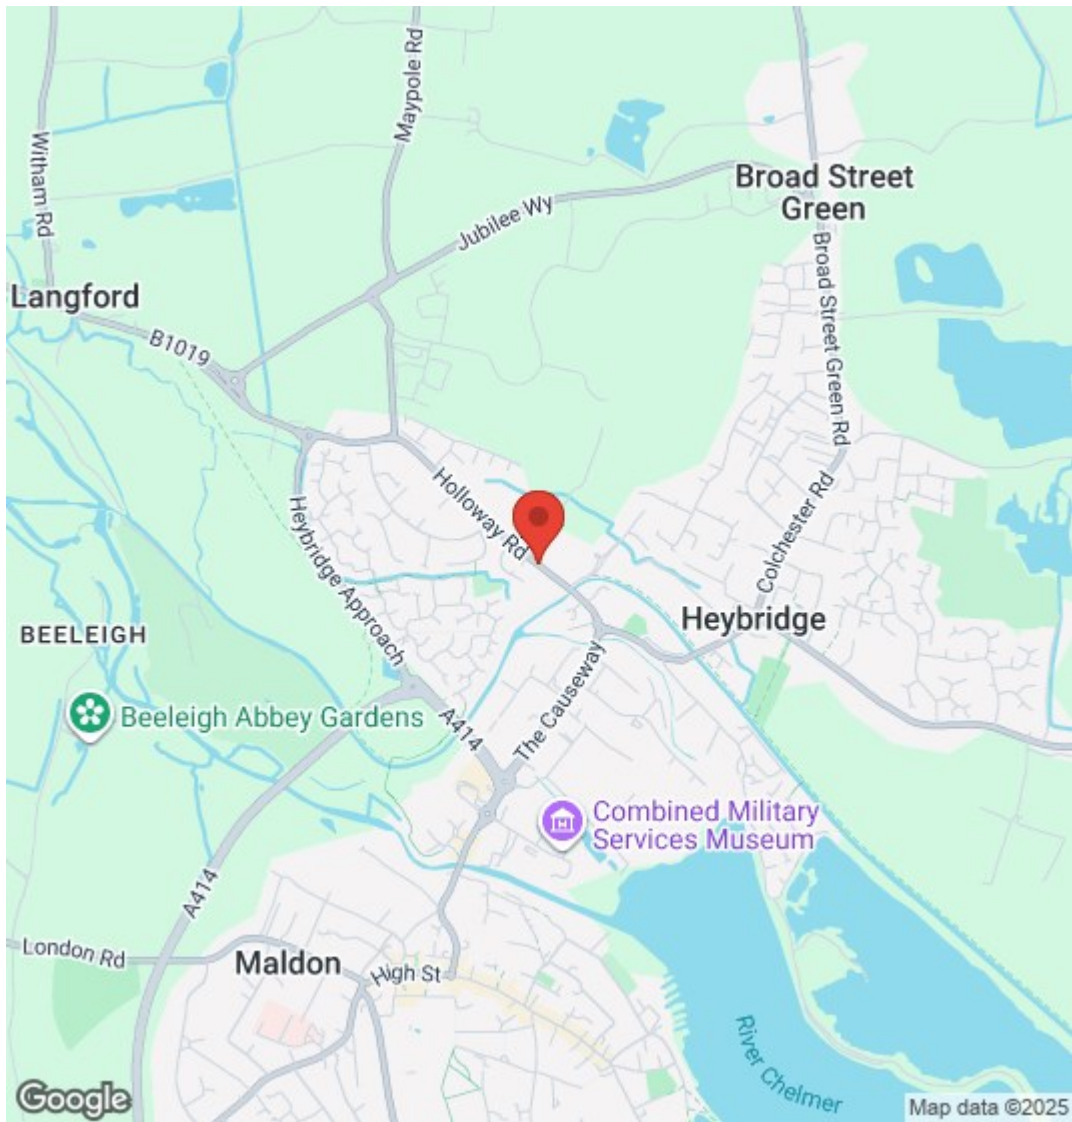 Maypole Rd
Witham Rd
Broad Street
Green
Jubilee Wy
Broad Street Green Rd
Langford
B1019
Holloway Rd
Colchester Rd
Heybridge Approach
Heybridge
BEELEIGH
The Causeway
Beeleigh Abbey Gardens
A414
Combined Military
Services Museum
A414
London Rd
Maldon
High St
River Chelmer
Google
Map data ©2025